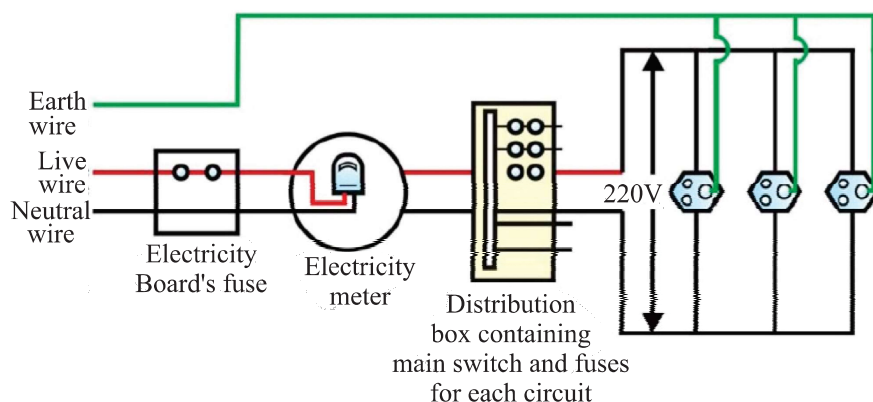 Earth
wire
Live
wire
Neutral
wire
Electricity
Board's fuse
Electricity
meter
Distribution
box containing
main switch and fuses
for each circuit
220V